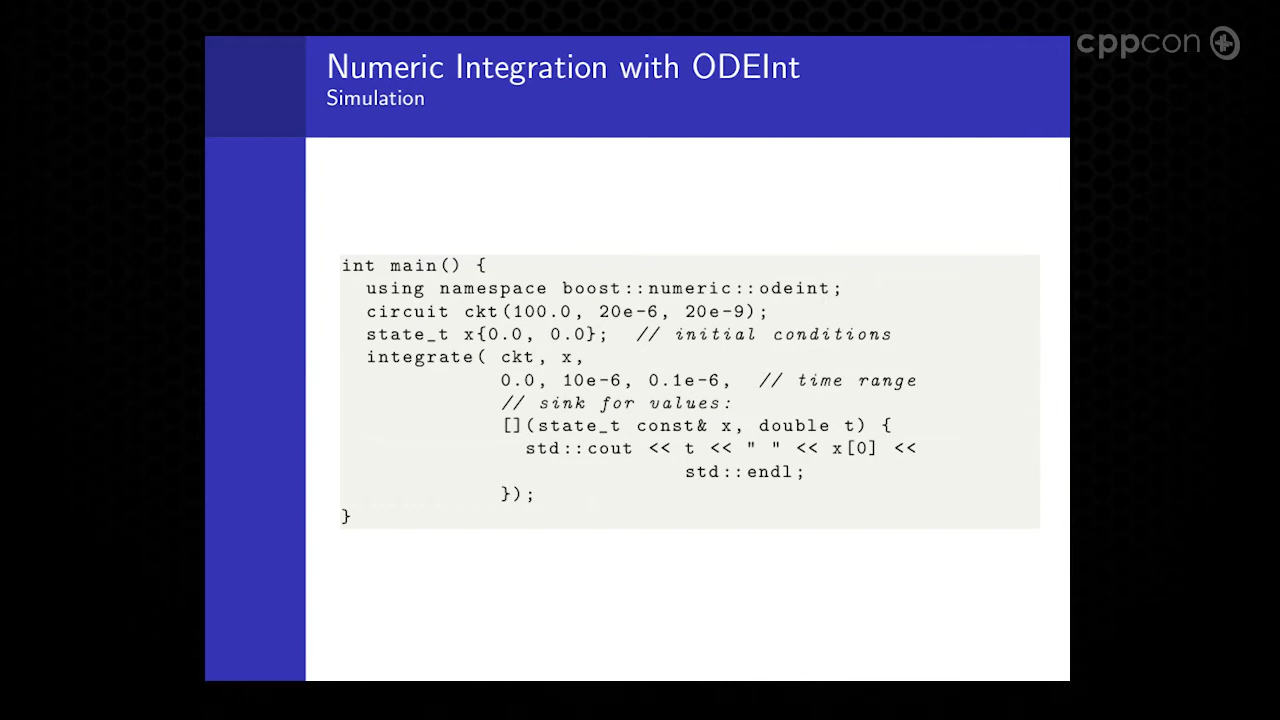 cppcon
Numeric Integration with ODEInt
Simulation
int main() {
  using namespace boost::numeric::odeint;
  circuit ckt(100.0, 20e-6, 20e-9);
  state_t x{0.0, 0.0};  // initial conditions
  integrate( ckt, x,
             0.0, 10e-6, 0.1e-6,  // time range
             // sink for values:
             [](state_t const& x, double t) {
               std::cout << t << " " << x[0] <<
                            std::endl;
             });
}